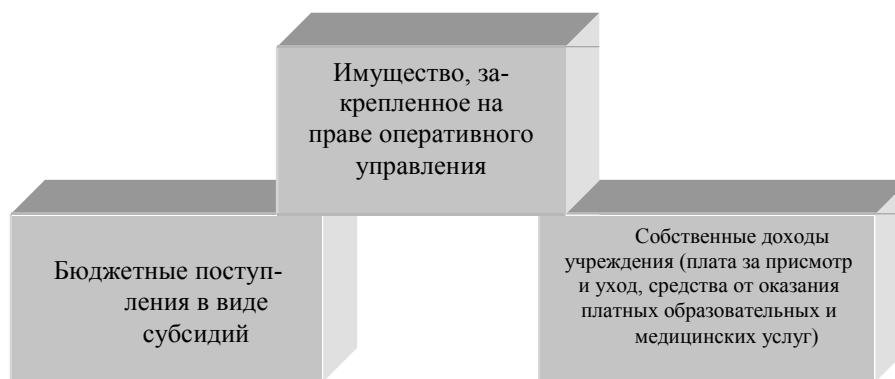 Имущество, за-
крепленное на
праве оперативного
управления
Бюджетные поступ-
ления в виде
субсидий
Собственные доходы
учреждения (плата за присмотр
и уход, средства от оказания
платных образовательных и
медицинских услуг)